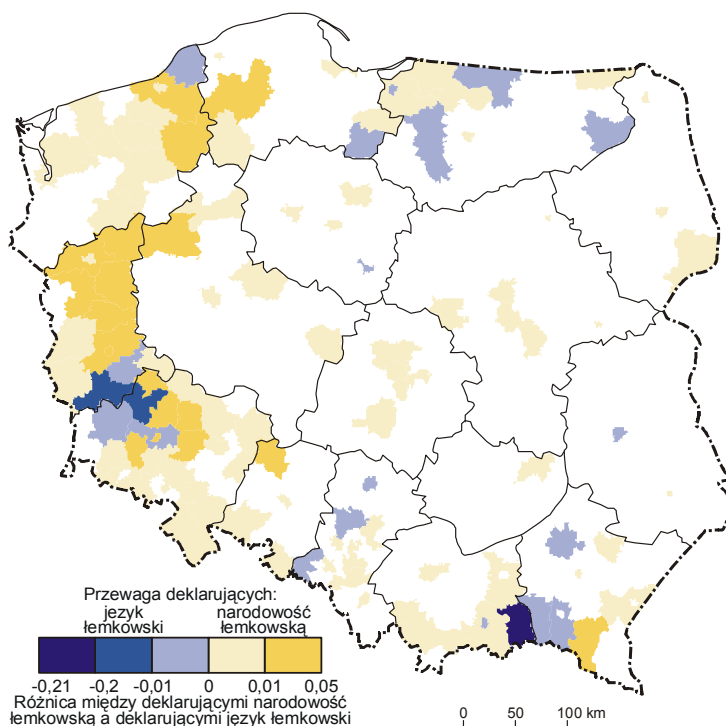 Przewaga deklarujących:
jezyk narodowość
łemkowski łemkowską
-0,21 -0,2 -0,01 0 0,01 0,05
Różnica między deklarującymi narodowość
łemkowską a deklarującymi język łemkowski
0 50 100 km